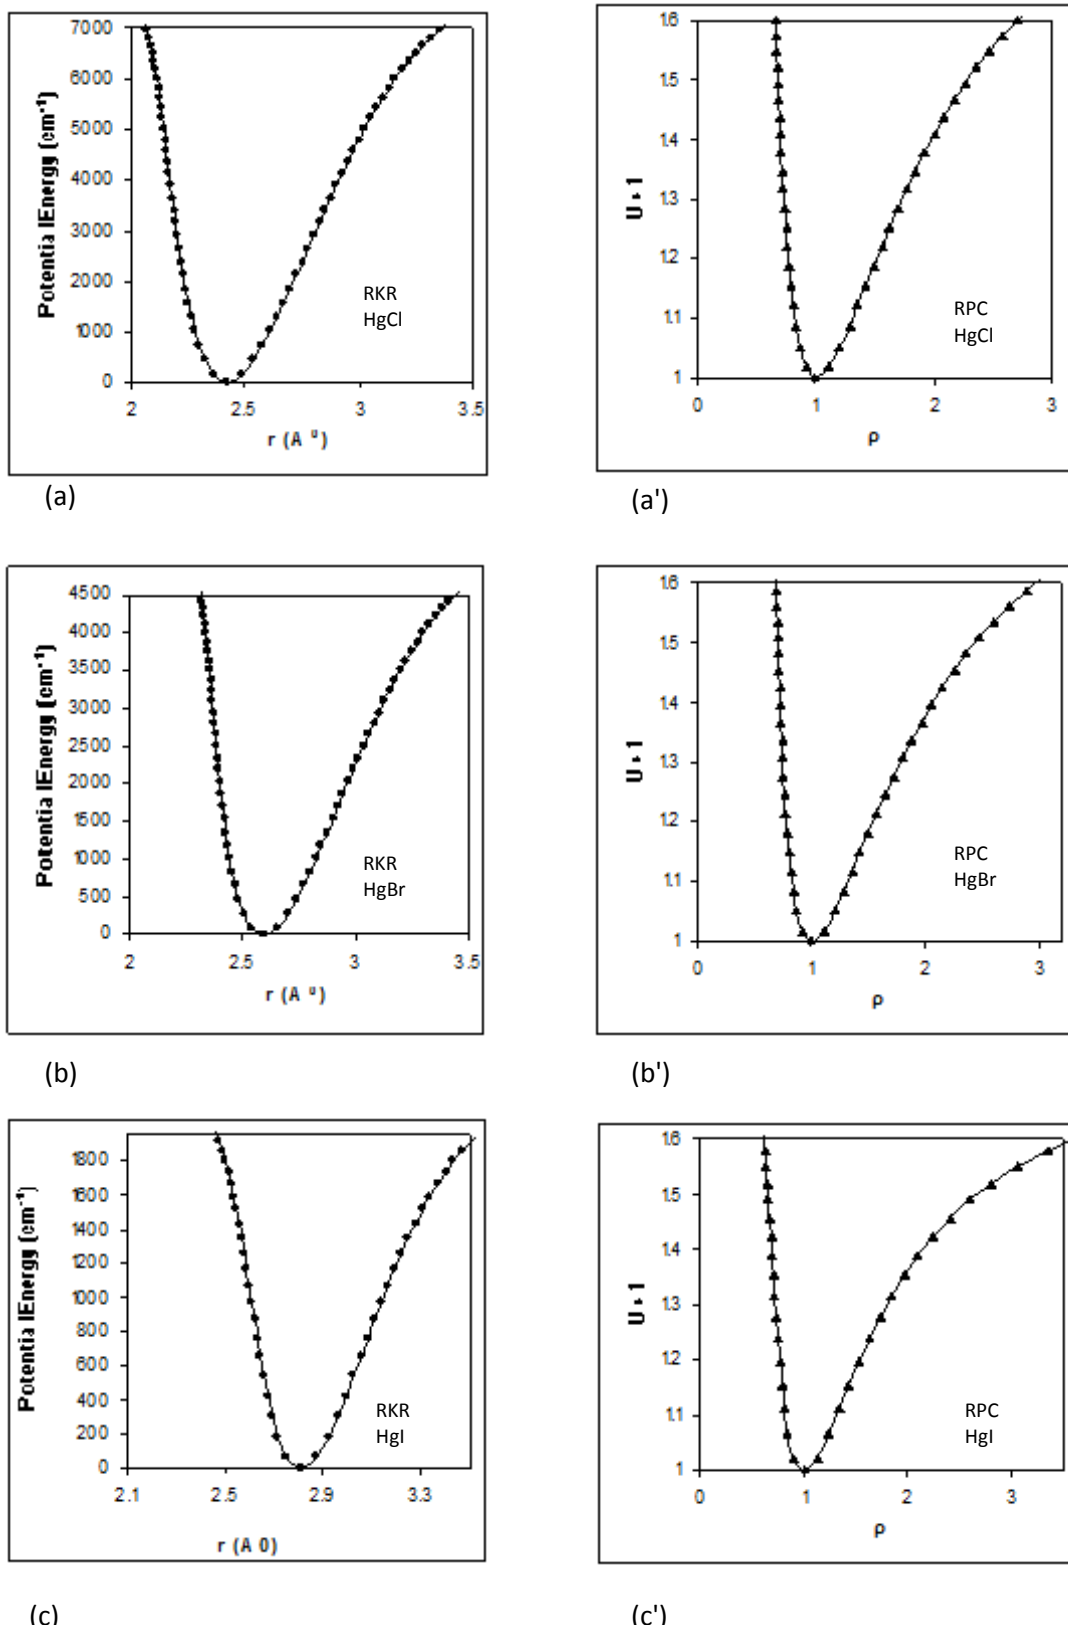 7000
6000
5000
4000
3000
2000
1000
0
Potentia lEnergy (cm-1)
RKR
HgCl
2 2.5 3 3.5
r (A º)
(a)
1.6
1.5
1.4
1.3
1.2
1.1
1
U + 1
RPC
HgCl
0 1 2 3
ρ
(a')
4500
4000
3500
3000
2500
2000
1500
1000
500
0
Potentia lEnergy (cm-1)
RKR
HgBr
2 2.5 3 3.5
r (A º)
(b)
1.6
1.5
1.4
1.3
1.2
1.1
1
U + 1
RPC
HgBr
0 1 2 3
ρ
(b')
1800
1600
1400
1200
1000
800
600
400
200
0
Potentia lEnergy (cm-1)
RKR
HgI
2.1 2.5 2.9 3.3
r (A 0)
(c)
1.6
1.5
1.4
1.3
1.2
1.1
1
U + 1
RPC
HgI
0 1 2 3
ρ
(c')